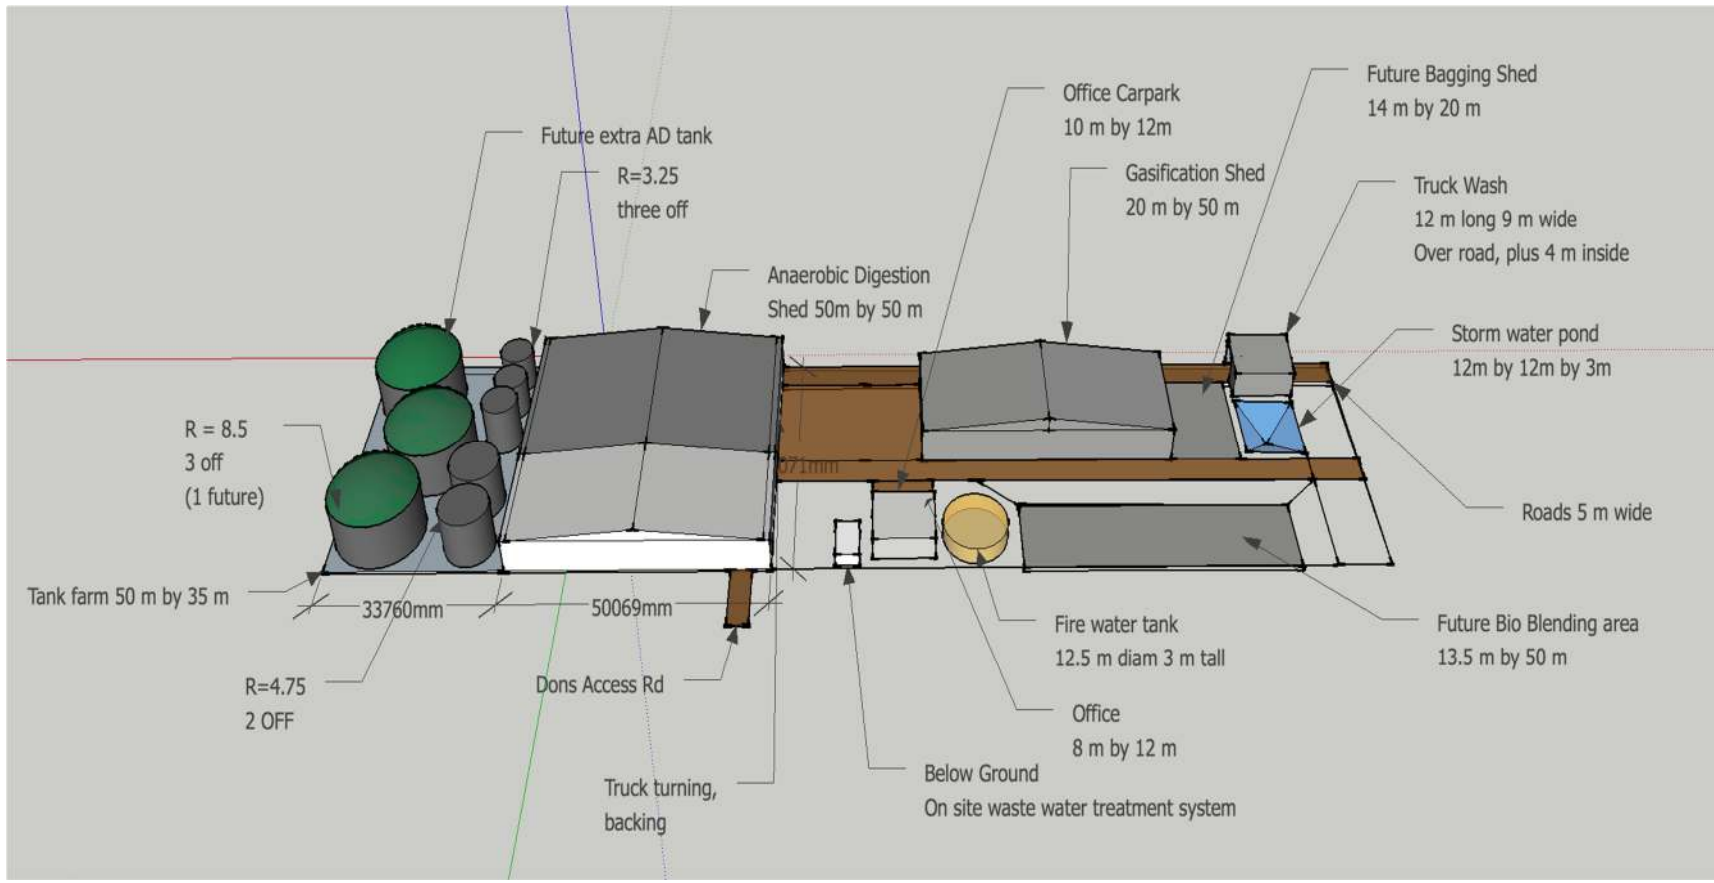 Future Bagging Shed
14 m by 20 m
Office Carpark
10 m by 12m
Future extra AD tank
R=3.25
three off
Gasification Shed
20 m by 50 m
Truck Wash
12 m long 9 m wide
Over road, plus 4 m inside
Anaerobic Digestion
Shed 50m by 50 m
Storm water pond
12m by 12m by 3m
R = 8.5
3 off
(1 future)
Roads 5 m wide
Tank farm 50 m by 35 m
33760mm
50069mm
Fire water tank
12.5 m diam 3 m tall
Future Bio Blending area
13.5 m by 50 m
R=4.75
2 OFF
Dons Access Rd
Office
8 m by 12 m
Truck turning,
backing
Below Ground
On site waste water treatment system